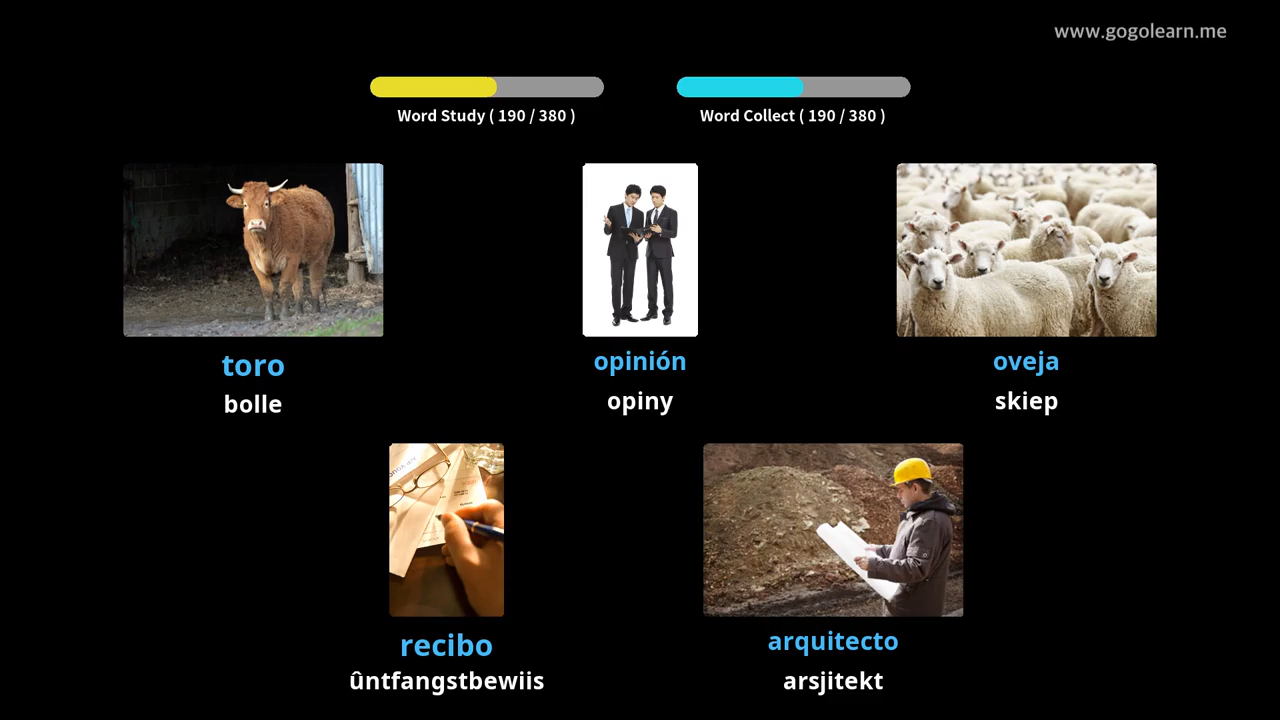 www.gogolearn.me
Word Study ( 190 / 380 )
Word Collect ( 190 / 380 )
toro
bolle
opinión
opiny
oveja
skiep
recibo
ûntfangstbewiis
arquitecto
arsjitekt